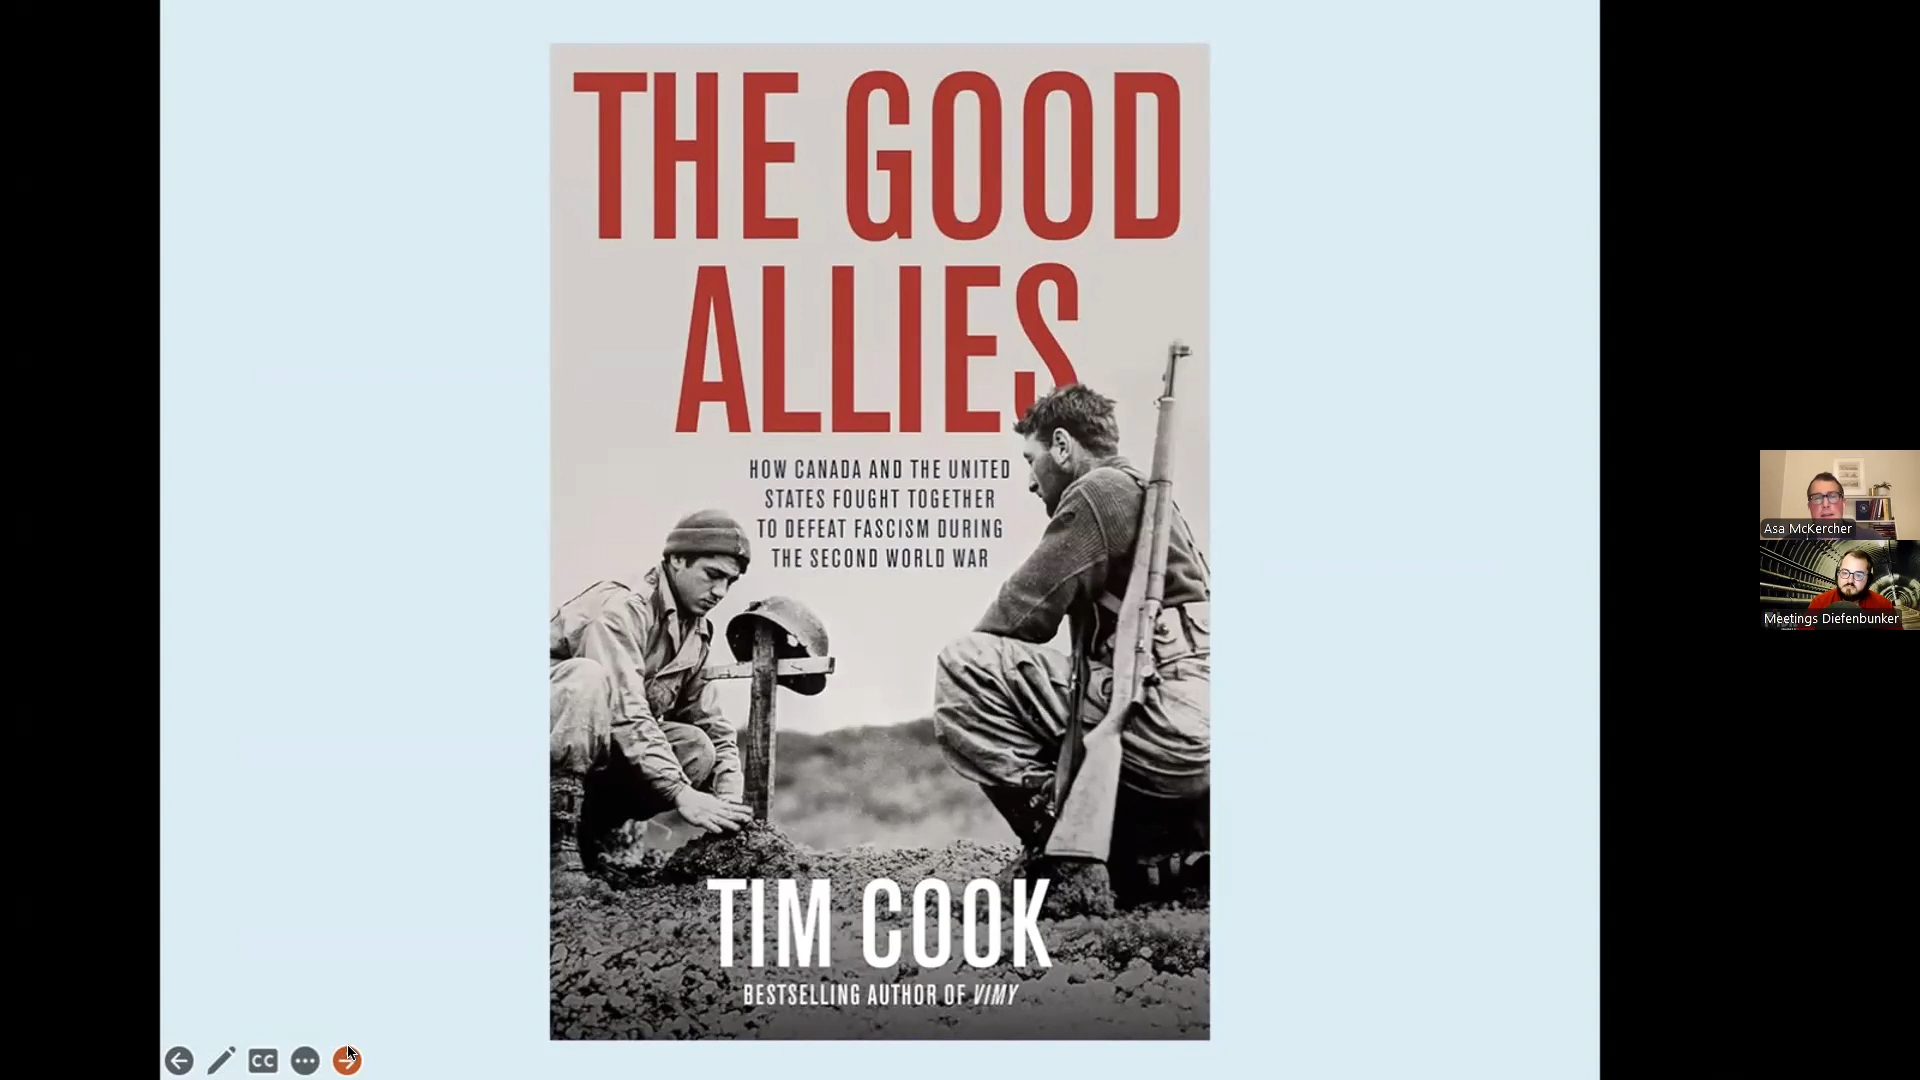 THE GOOD
ALLIES
HOW CANADA AND THE UNITED
STATES FOUGHT TOGETHER
TO DEFEAT FASCISM DURING
THE SECOND WORLD WAR
TIM COOK
BESTSELLING AUTHOR OF VIMY
Asa McKercher
Meetings Diefenbunker
CC